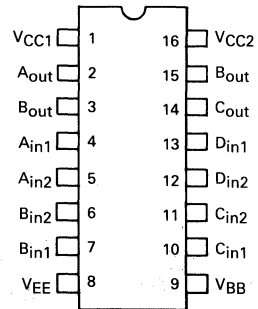 VCC1 1 16 VCC2
Aout 2 15 Bout
Bout 3 14 Cout
Ain1 4 13 Din1
Ain2 5 12 Din2
Bin2 6 11 Cin2
Bin1 7 10 Cin1
VEE 8 9 VBB